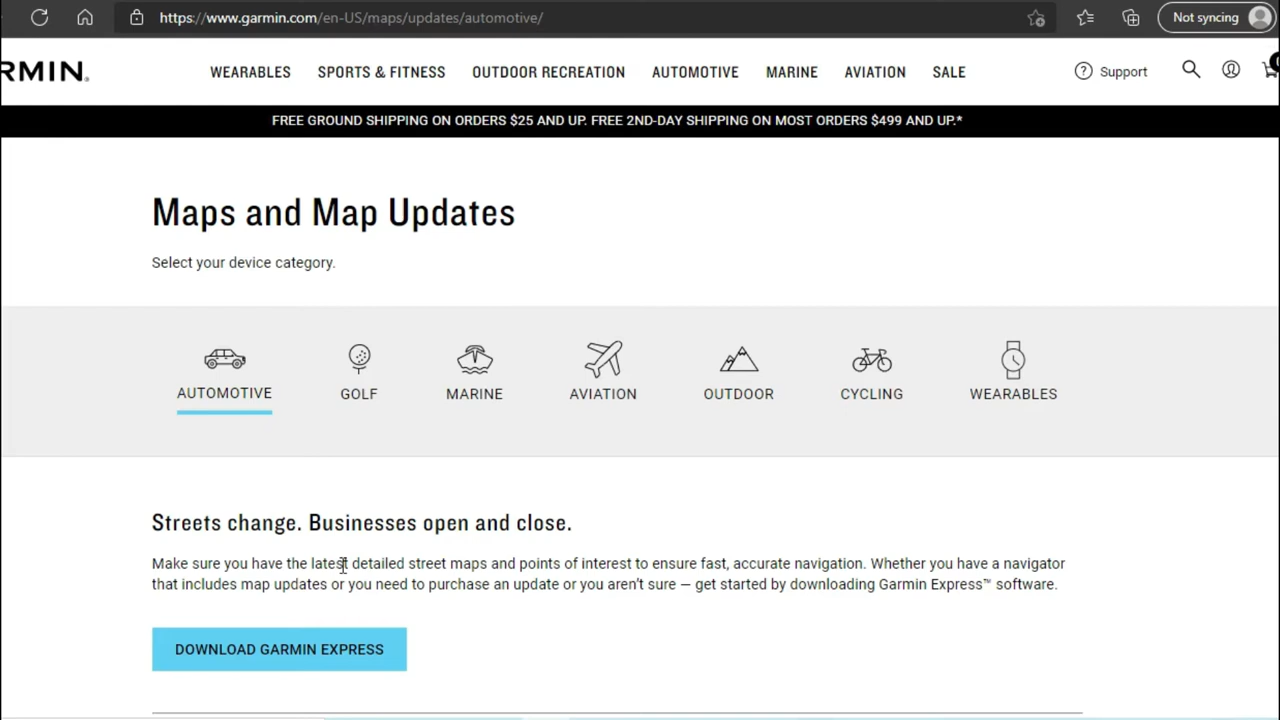 https://www.garmin.com/en-US/maps/updates/automotive/
Not syncing
RMIN.
WEARABLES SPORTS & FITNESS OUTDOOR RECREATION AUTOMOTIVE MARINE AVIATION SALE
Support
FREE GROUND SHIPPING ON ORDERS $25 AND UP. FREE 2ND-DAY SHIPPING ON MOST ORDERS $499 AND UP.*
Maps and Map Updates
Select your device category.
AUTOMOTIVE GOLF MARINE AVIATION OUTDOOR CYCLING WEARABLES
Streets change. Businesses open and close.
Make sure you have the latest detailed street maps and points of interest to ensure fast, accurate navigation. Whether you have a navigator
that includes map updates or you need to purchase an update or you aren't sure — get started by downloading Garmin Express™ software.
DOWNLOAD GARMIN EXPRESS